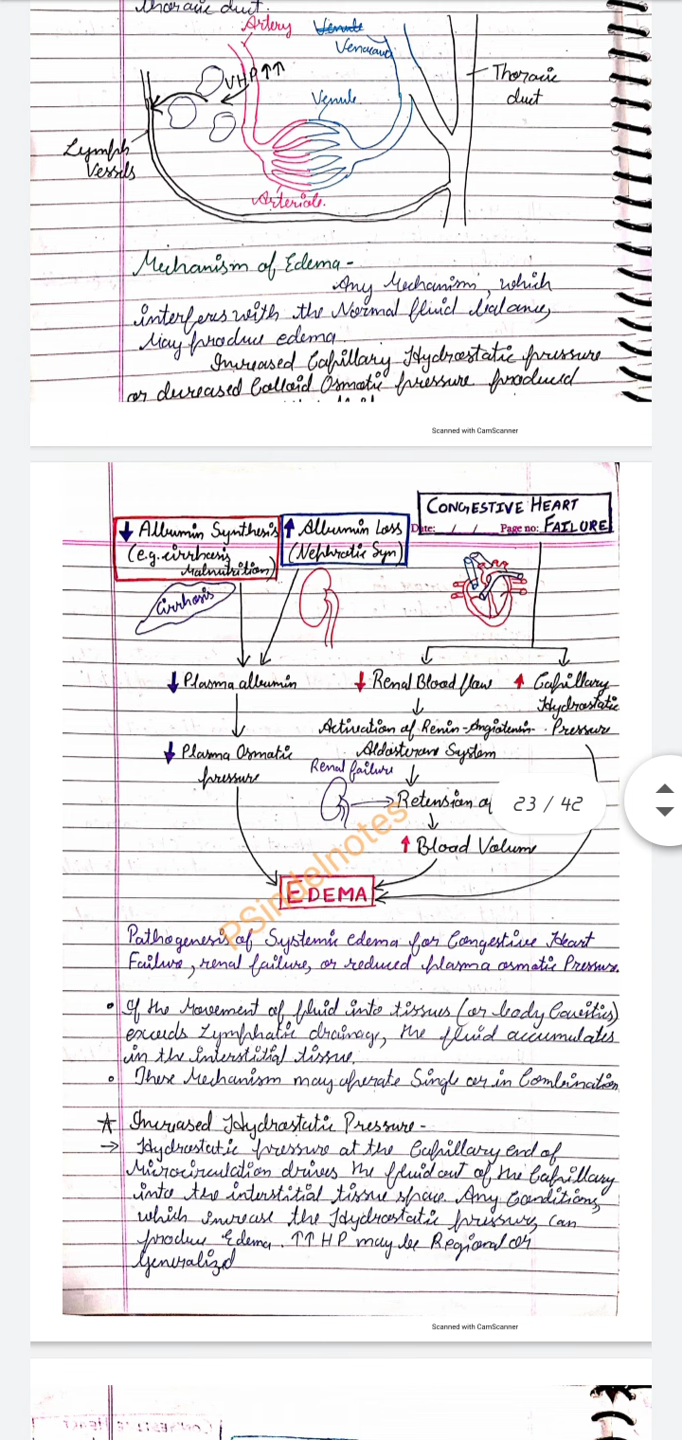 Thoracic duct.
Artery
Venule
Venacava
VHP↑↑
Venule
Thoracic
duct
Lymph
Vessels
Arteriole.
Mechanism of Edema -
Any Mechanism, which
interferes with the Normal fluid balance,
May produce edema.
Increased Capillary Hydrostatic pressure
or decreased Colloid Osmotic pressure produced
Scanned with CamScanner
CONGESTIVE HEART
FAILURE
Date: / / Page no:
↓ Albumin Synthesis
(e.g. cirrhosis
Malnutrition)
↑ Albumin Loss
(Nephrotic Syn)
Cirrhosis
↓ Plasma albumin
↓ Renal Blood flow
↑ Capillary
Hydrostatic
Pressure
Activation of Renin-Angiotensin-
Aldosterone System
↓ Plasma Osmotic
pressure
Renal failure
Retension of
23 / 42
↑ Blood Volume
EDEMA
PSindelnotes
Pathogenesis of Systemic edema for Congestive Heart
Failure, renal failure, or reduced plasma osmotic Pressure.
• If the Movement of fluid into tissues (or body Cavities)
exceeds Lymphatic drainage, the fluid accumulates
in the interstitial tissue.
• These Mechanism may operate Single or in Combination
☆ Increased Hydrostatic Pressure -
→ Hydrostatic pressure at the Capillary end of
Microcirculation drives the fluid out of the Capillary
into the interstitial tissue space. Any Conditions,
which increase the Hydrostatic pressure, can
produce Edema. ↑↑ HP may be Regional or
Generalized
Scanned with CamScanner